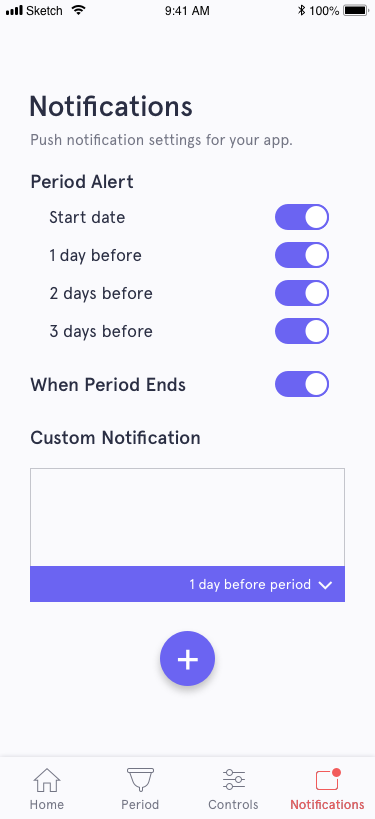 Sketch 9:41 AM 100%
Notifications
Push notification settings for your app.
Period Alert
Start date
1 day before
2 days before
3 days before
When Period Ends
Custom Notification
1 day before period
+
Home Period Controls Notifications